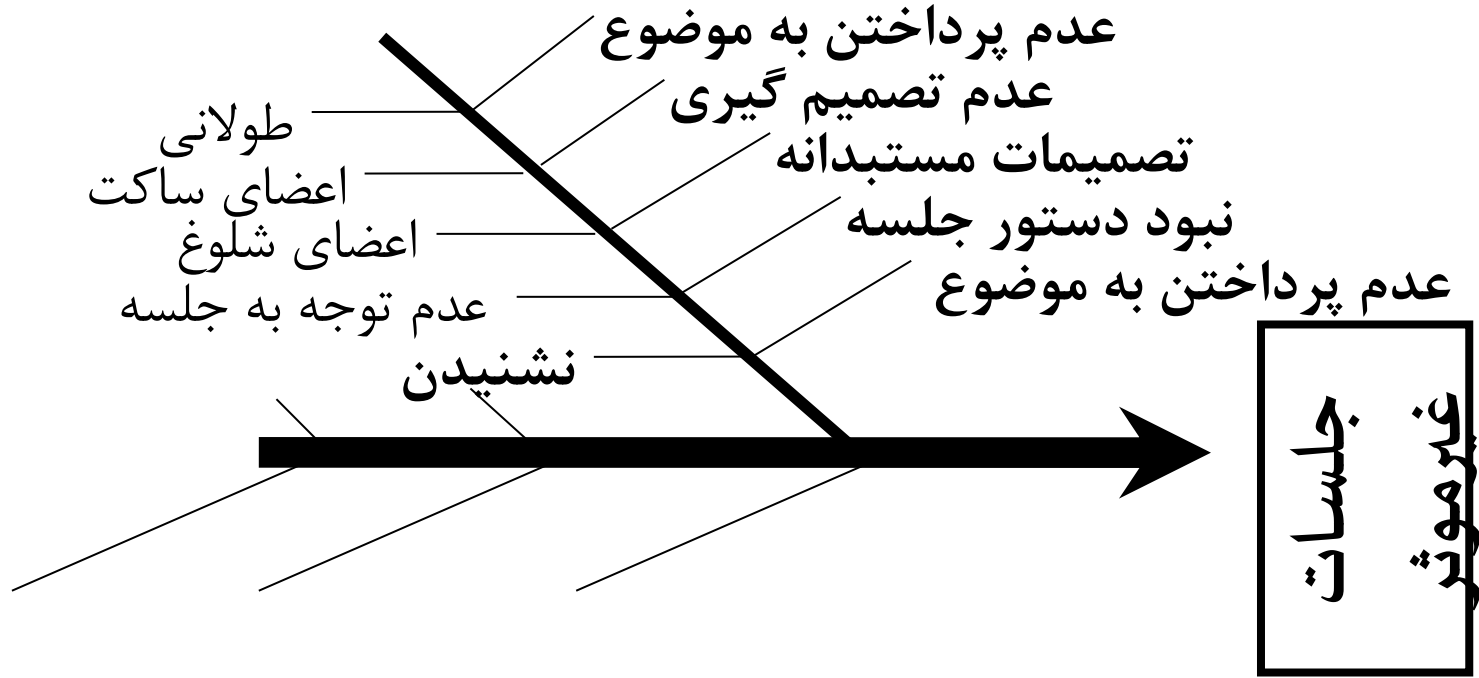 عدم پرداختن به موضوع
عدم تصمیم گیری
تصمیمات مستبدانه
نبود دستور جلسه
عدم پرداختن به موضوع
طولانی
اعضای ساکت
اعضای شلوغ
عدم توجه به جلسه
نشنیدن
جلسات
غیرموثر